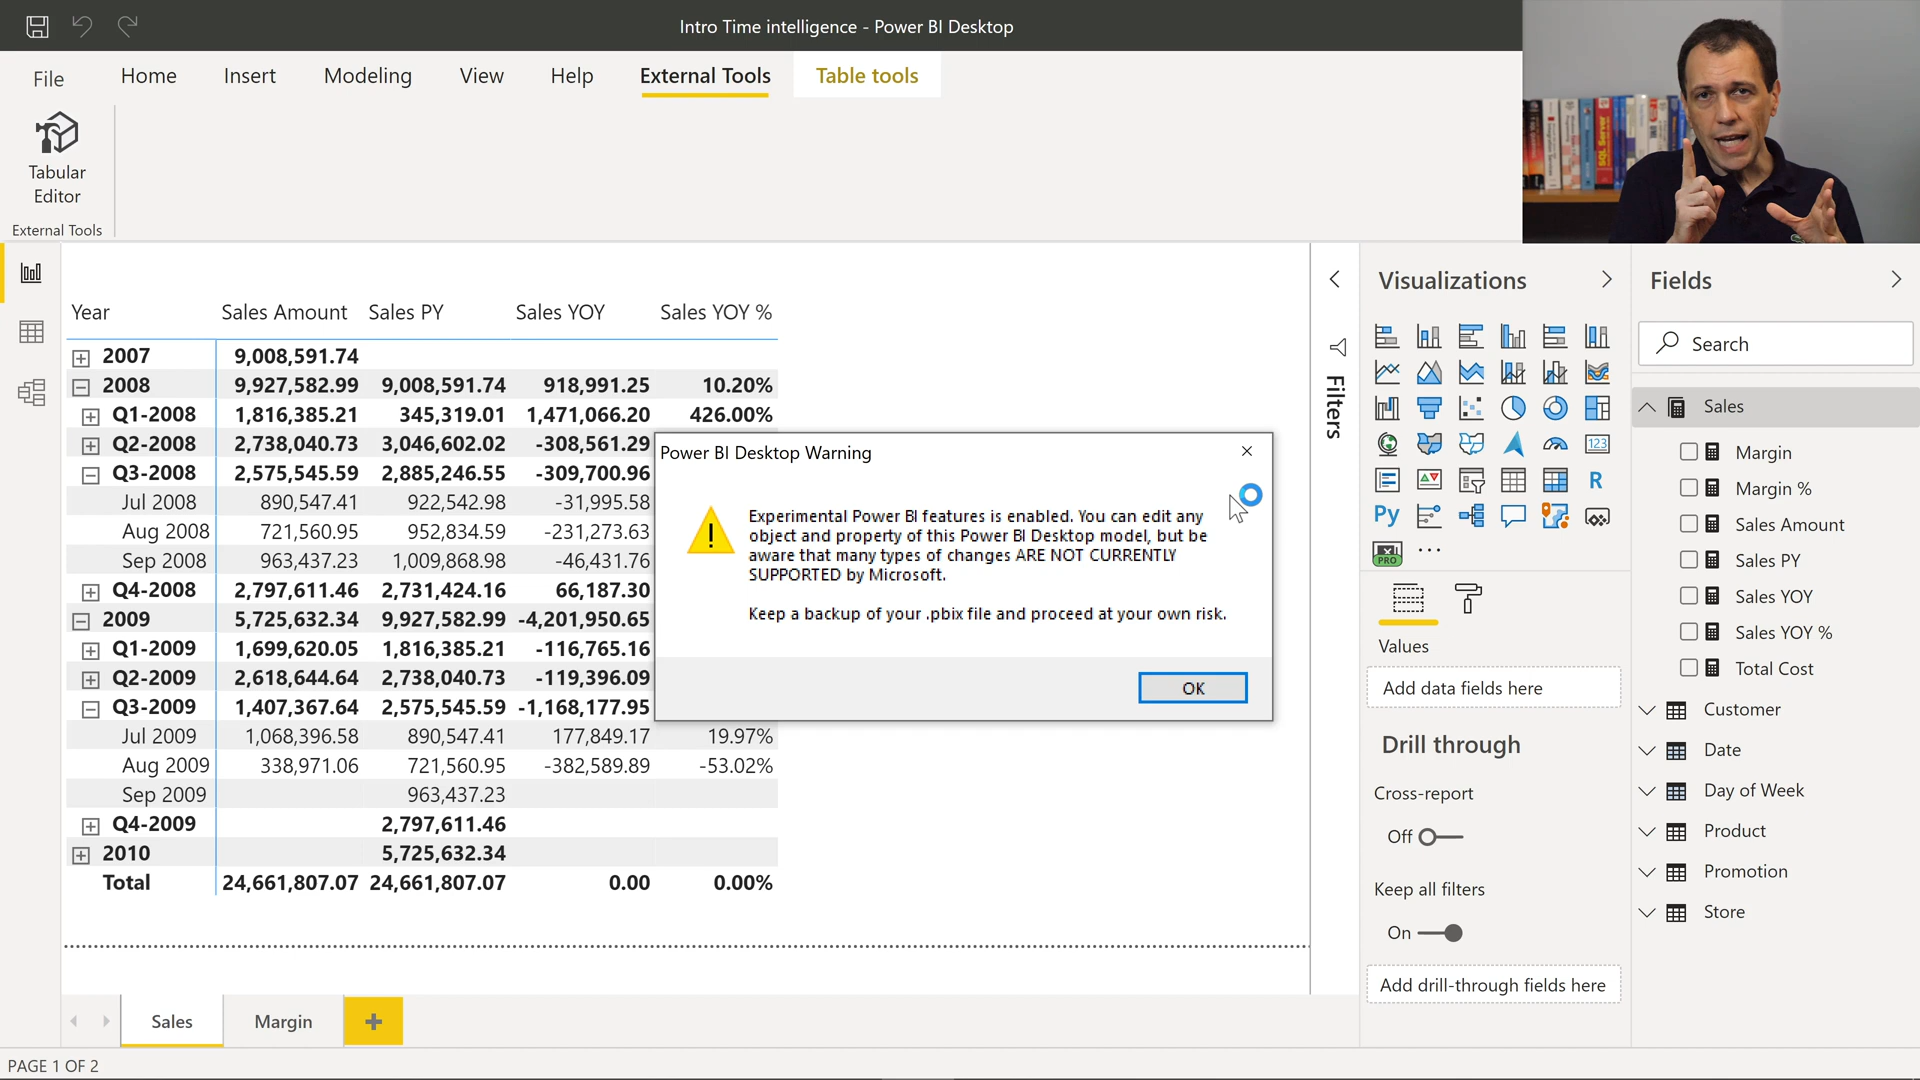 Intro Time intelligence - Power BI Desktop
File Home Insert Modeling View Help External Tools Table tools
Tabular
Editor
External Tools
Year Sales Amount Sales PY Sales YOY Sales YOY %
2007 9,008,591.74
2008 9,927,582.99 9,008,591.74 918,991.25 10.20%
Q1-2008 1,816,385.21 345,319.01 1,471,066.20 426.00%
Q2-2008 2,738,040.73 3,046,602.02 -308,561.29
Q3-2008 2,575,545.59 2,885,246.55 -309,700.96
Jul 2008 890,547.41 922,542.98 -31,995.58
Aug 2008 721,560.95 952,834.59 -231,273.63
Sep 2008 963,437.23 1,009,868.98 -46,431.76
Q4-2008 2,797,611.46 2,731,424.16 66,187.30
2009 5,725,632.34 9,927,582.99 -4,201,950.65
Q1-2009 1,699,620.05 1,816,385.21 -116,765.16
Q2-2009 2,618,644.64 2,738,040.73 -119,396.09
Q3-2009 1,407,367.64 2,575,545.59 -1,168,177.95
Jul 2009 1,068,396.58 890,547.41 177,849.17 19.97%
Aug 2009 338,971.06 721,560.95 -382,589.89 -53.02%
Sep 2009 963,437.23
Q4-2009 2,797,611.46
2010 5,725,632.34
Total 24,661,807.07 24,661,807.07 0.00 0.00%
Power BI Desktop Warning
Experimental Power BI features is enabled. You can edit any
object and property of this Power BI Desktop model, but be
aware that many types of changes ARE NOT CURRENTLY
SUPPORTED by Microsoft.
Keep a backup of your .pbix file and proceed at your own risk.
OK
Filters
Visualizations
123
R
Py
PRO
Values
Add data fields here
Drill through
Cross-report
Off
Keep all filters
On
Add drill-through fields here
Fields
Search
Sales
Margin
Margin %
Sales Amount
Sales PY
Sales YOY
Sales YOY %
Total Cost
Customer
Date
Day of Week
Product
Promotion
Store
Sales Margin
PAGE 1 OF 2
SQL Server